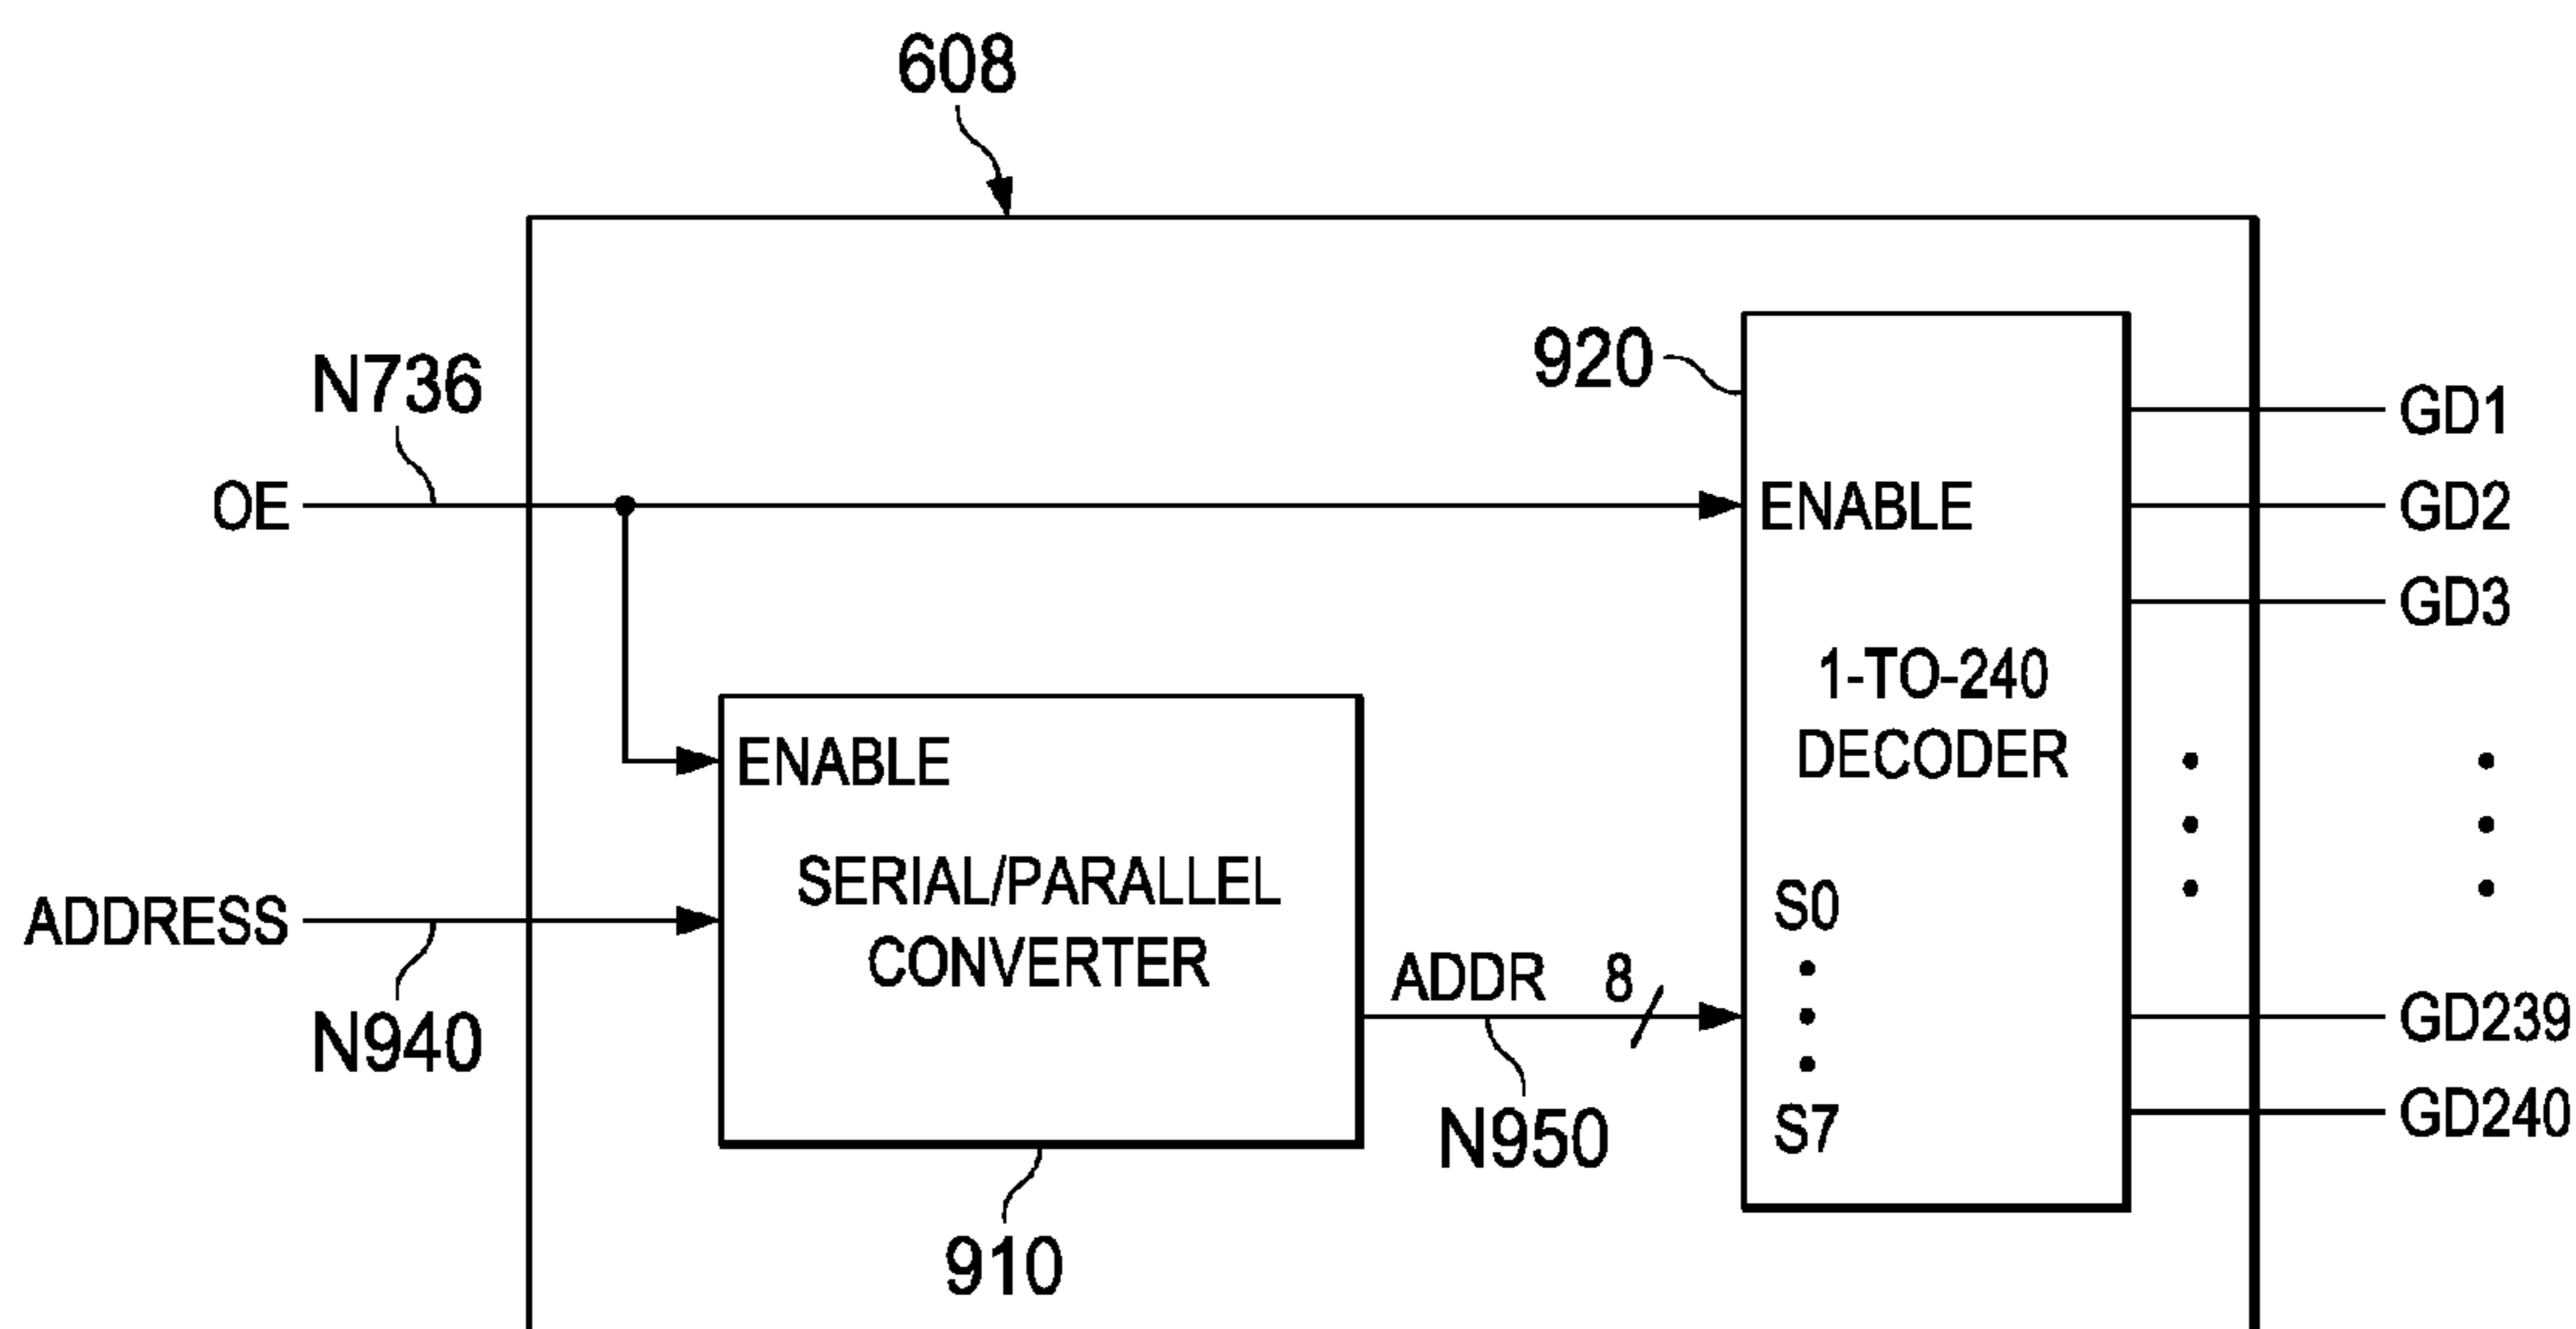 608
N736
920
GD1
OE
ENABLE
GD2
GD3
1-TO-240
DECODER
ENABLE
SERIAL/PARALLEL
CONVERTER
S0
ADDRESS
ADDR 8
GD239
N940
N950
S7
GD240
910